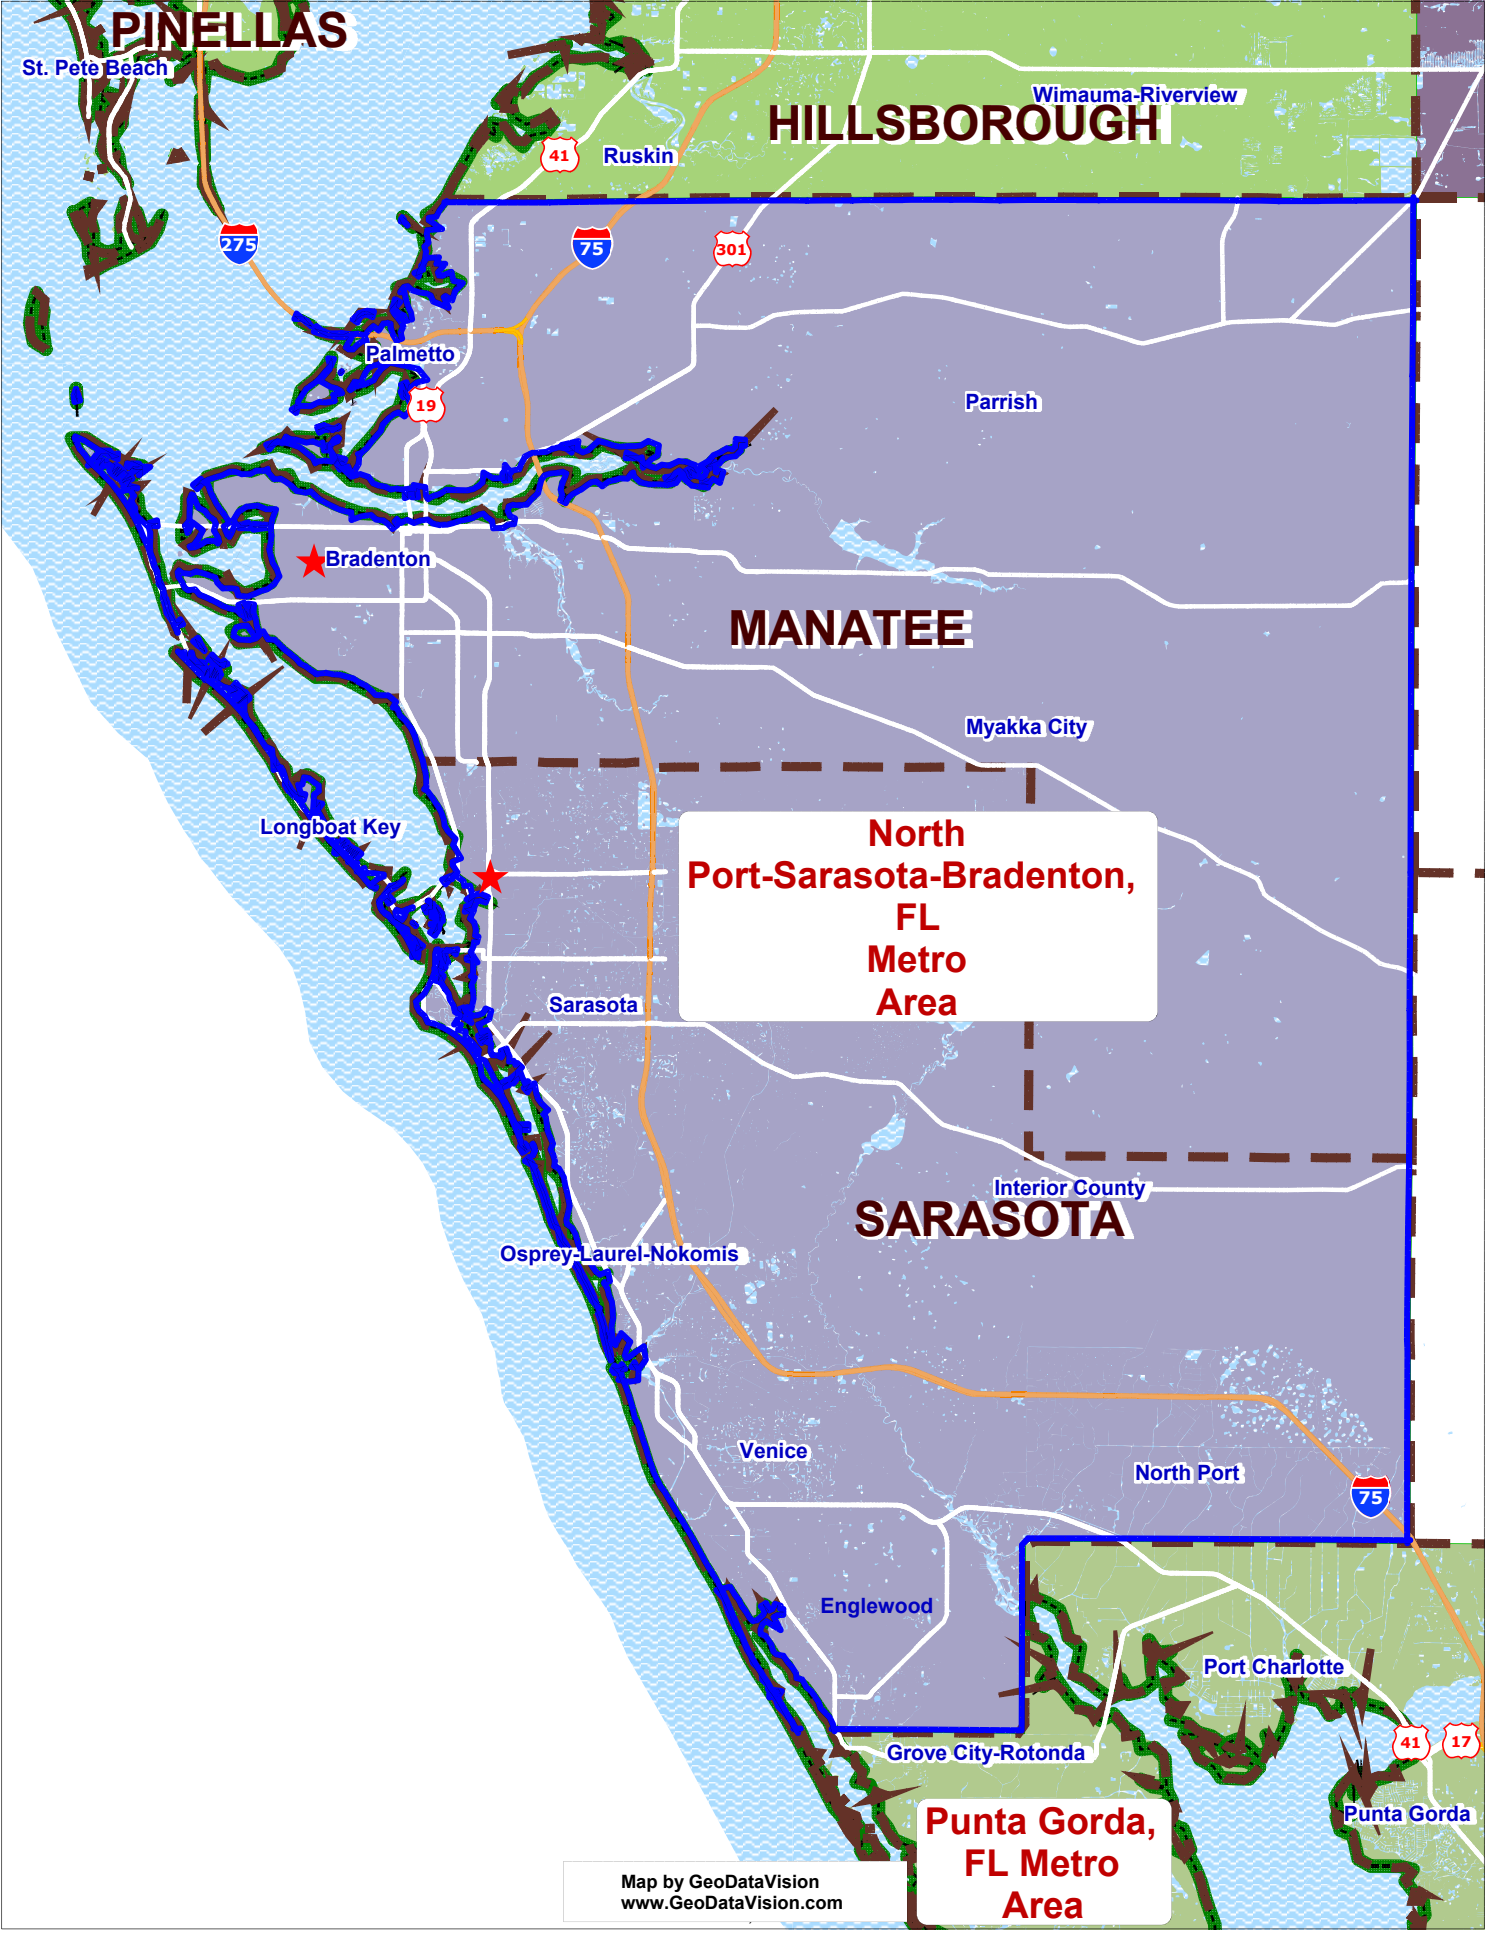 PINELLAS
St. Pete Beach
Wimauma-Riverview
HILLSBOROUGH
41
Ruskin
275
75
301
Palmetto
19
Parrish
Bradenton
MANATEE
Myakka City
Longboat Key
North
Port-Sarasota-Bradenton,
FL
Metro
Area
Sarasota
Interior County
SARASOTA
Osprey-Laurel-Nokomis
Venice
North Port
75
Englewood
Port Charlotte
41
17
Grove City-Rotonda
Punta Gorda
Punta Gorda,
FL Metro
Area
Map by GeoDataVision
www.GeoDataVision.com